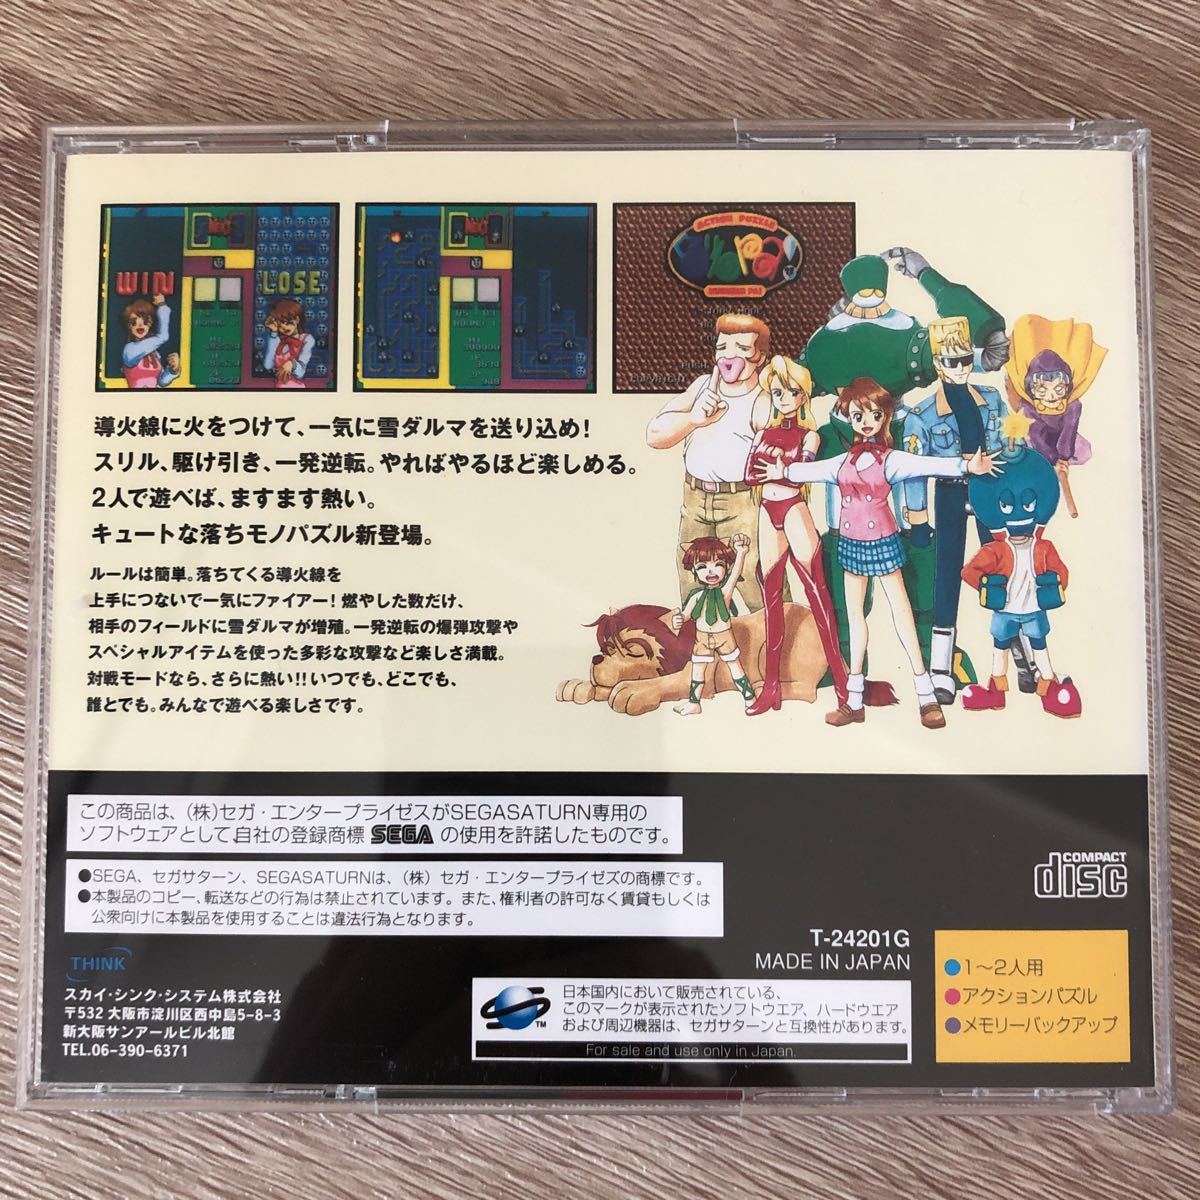 WIN
LOSE
NEXT
NEXT
ACTION PUZZLE
導火線に火をつけて、一気に雪ダルマを送り込め!
スリル、駆け引き、一発逆転。やればやるほど楽しめる。
2人で遊べば、ますます熱い。
キュートな落ちモノパズル新登場。
ルールは簡単。落ちてくる導火線を
上手につないで一気にファイアー!燃やした数だけ、
相手のフィールドに雪ダルマが増殖。一発逆転の爆弾攻撃や
スペシャルアイテムを使った多彩な攻撃など楽しさ満載。
対戦モードなら、さらに熱い!!いつでも、どこでも、
誰とでも。みんなで遊べる楽しさです。
この商品は、(株)セガ・エンタープライゼスがSEGASATURN専用の
ソフトウェアとして、自社の登録商標 SEGA の使用を許諾したものです。
●SEGA、セガサターン、SEGASATURNは、(株)セガ・エンタープライゼズの商標です。
●本製品のコピー、転送などの行為は禁止されています。また、権利者の許可なく賃貸もしくは
公衆向けに本製品を使用することは違法行為となります。
COMPACT
disc
THINK
スカイ・シンク・システム株式会社
〒532 大阪市淀川区西中島5-8-3
新大阪サンアールビル北館
TEL.06-390-6371
T-24201G
MADE IN JAPAN
TM
日本国内において販売されている、
このマークが表示されたソフトウエア、ハードウエア
および周辺機器は、セガサターンと互換性があります。
For sale and use only in Japan.
●1〜2人用
●アクションパズル
●メモリーバックアップ